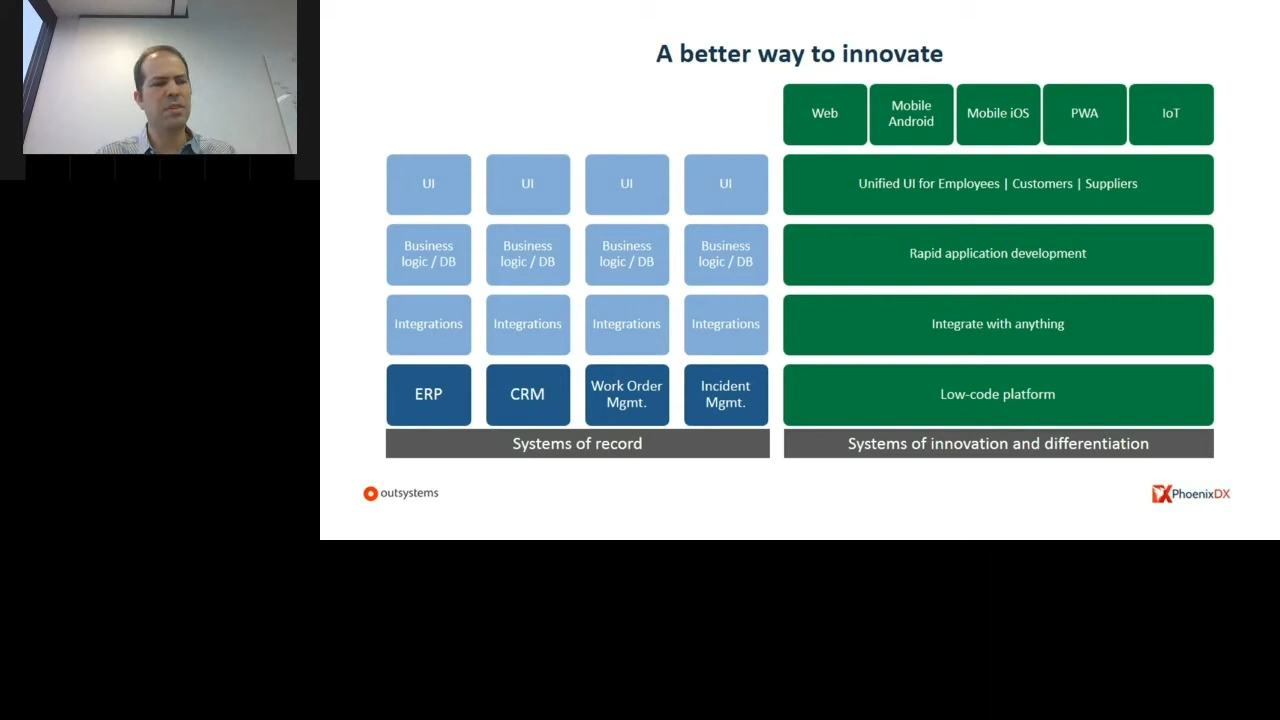 A better way to innovate
Web
Mobile
Android
Mobile iOS
PWA
IoT
UI
UI
UI
UI
Unified UI for Employees | Customers | Suppliers
Business
logic / DB
Business
logic / DB
Business
logic / DB
Business
logic / DB
Rapid application development
Integrations
Integrations
Integrations
Integrations
Integrate with anything
ERP
CRM
Work Order
Mgmt.
Incident
Mgmt.
Low-code platform
Systems of record
Systems of innovation and differentiation
outsystems
PhoenixDX